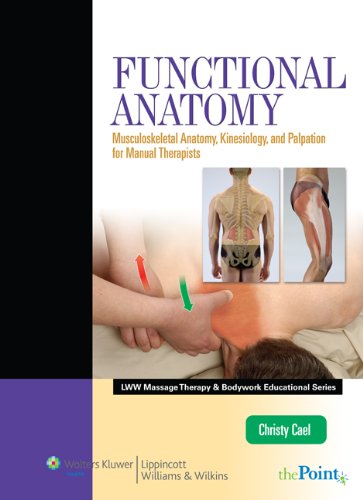 FUNCTIONAL
ANATOMY
Musculoskeletal Anatomy, Kinesiology, and Palpation
for Manual Therapists
LWW Massage Therapy & Bodywork Educational Series
Christy Cael
Wolters Kluwer | Lippincott
Williams & Wilkins
thePoint